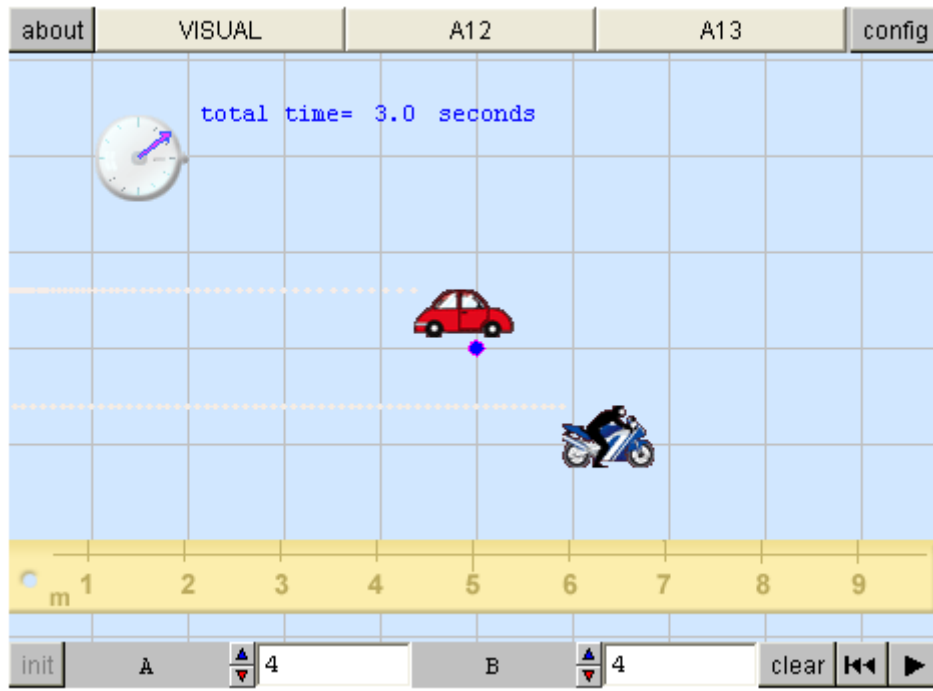 about VISUAL A12 A13 config
total time= 3.0 seconds
m 1 2 3 4 5 6 7 8 9
init A 4 B 4 clear